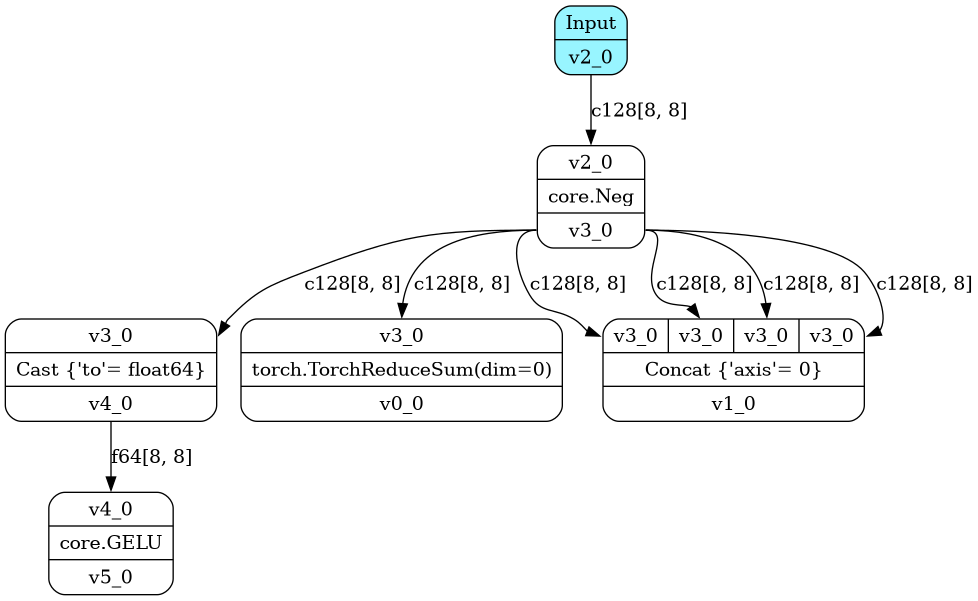 Input
v2_0
c128[8, 8]
v2_0
core.Neg
v3_0
c128[8, 8] c128[8, 8] c128[8, 8] c128[8, 8] c128[8, 8] c128[8, 8]
v3_0
Cast {'to'= float64}
v4_0
v3_0
torch.TorchReduceSum(dim=0)
v0_0
v3_0 v3_0 v3_0 v3_0
Concat {'axis'= 0}
v1_0
f64[8, 8]
v4_0
core.GELU
v5_0